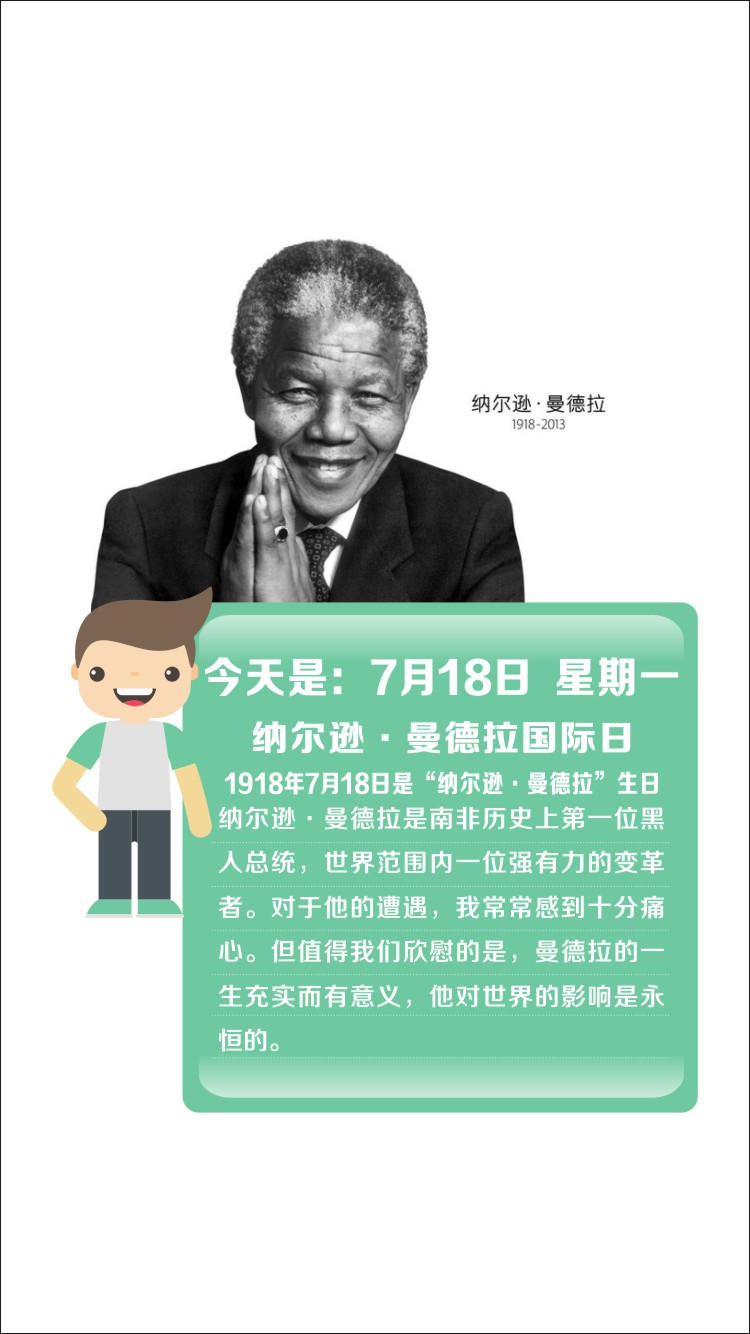 纳尔逊·曼德拉
1918-2013
今天是：7月18日 星期一
纳尔逊·曼德拉国际日
1918年7月18日是“纳尔逊·曼德拉”生日
纳尔逊·曼德拉是南非历史上第一位黑
人总统，世界范围内一位强有力的变革
者。对于他的遭遇，我常常感到十分痛
心。但值得我们欣慰的是，曼德拉的一
生充实而有意义，他对世界的影响是永
恒的。